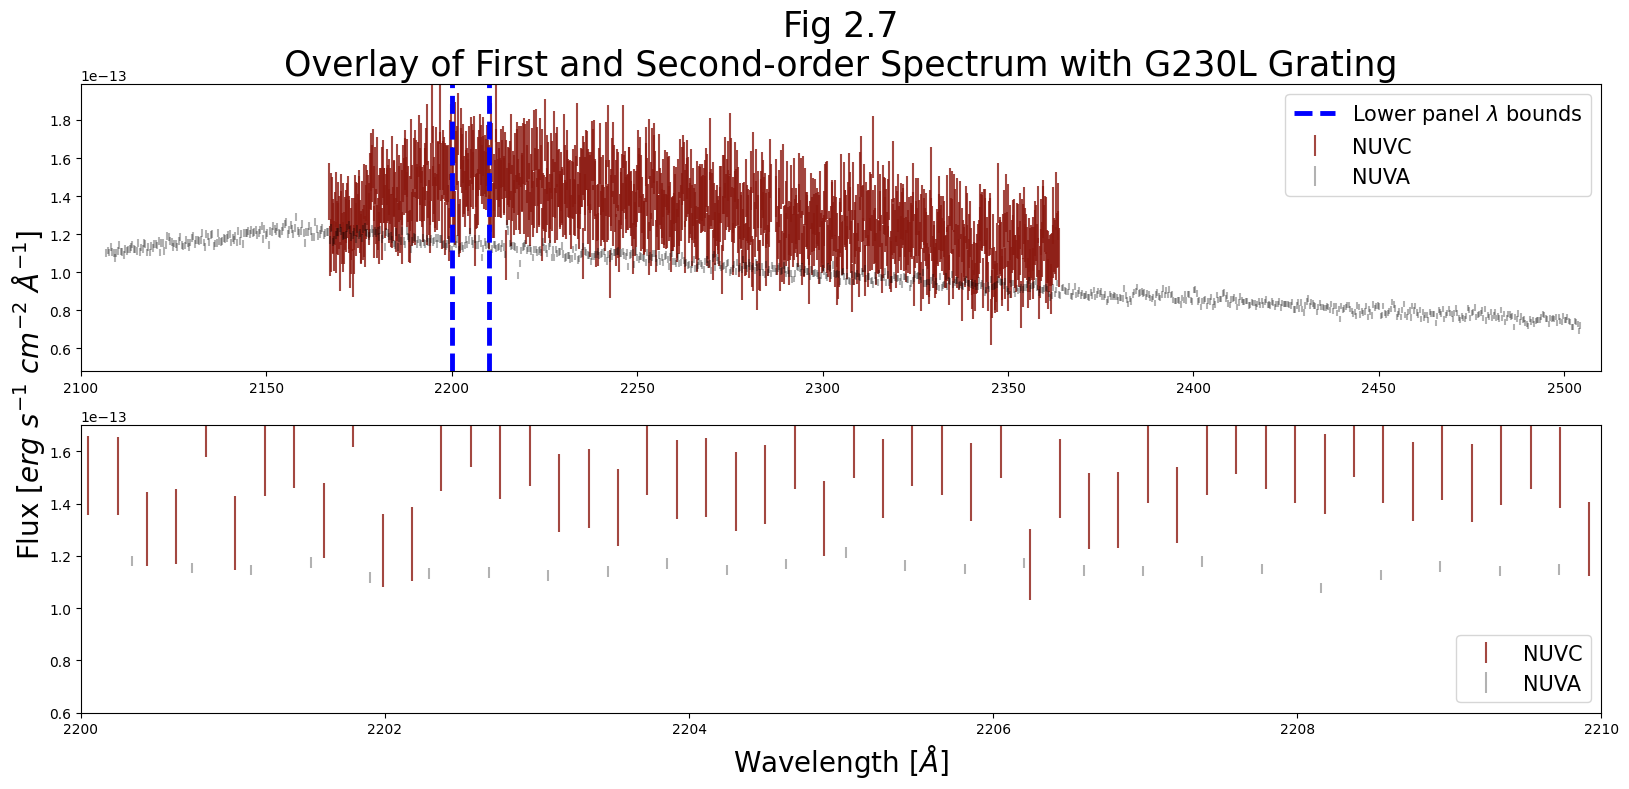 Fig 2.7
Overlay of First and Second-order Spectrum with G230L Grating
1e−13
1.8
1.6
1.4
1.2
1.0
0.8
0.6
Lower panel λ bounds
NUVC
NUVA
2100 2150 2200 2250 2300 2350 2400 2450 2500
Flux [erg s⁻¹ cm⁻² Å⁻¹]
1e−13
1.6
1.4
1.2
1.0
0.8
0.6
NUVC
NUVA
2200 2202 2204 2206 2208 2210
Wavelength [Å]